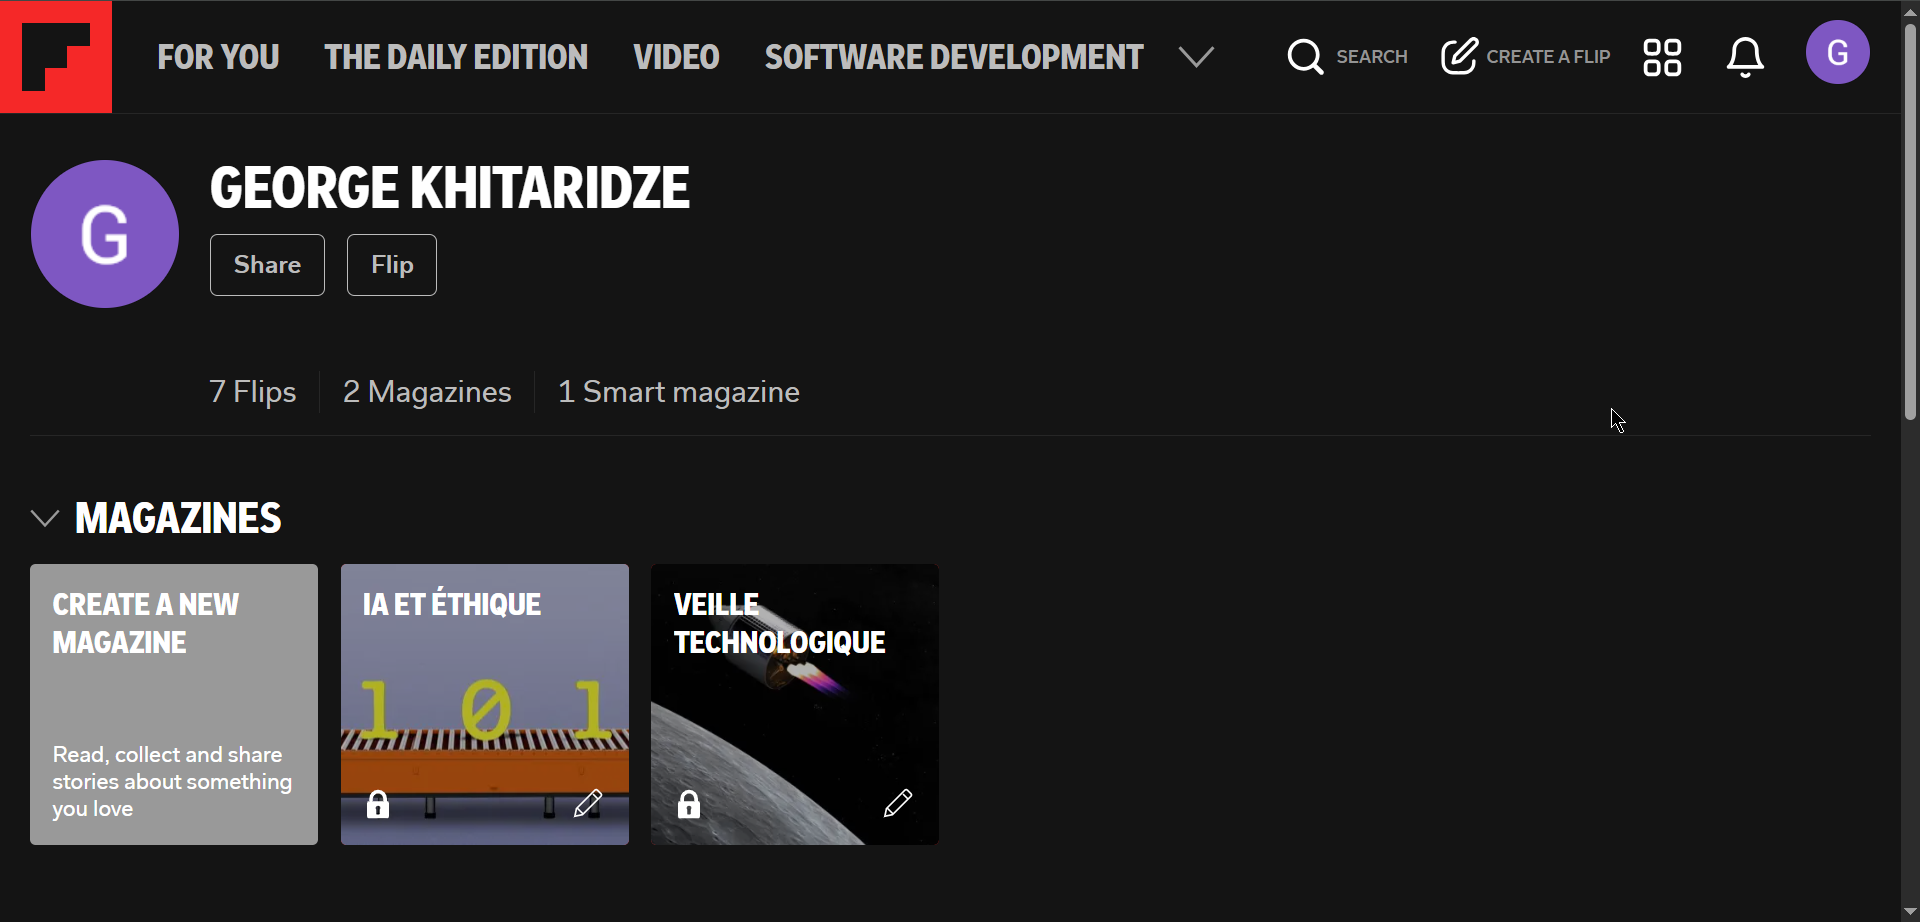 FOR YOU THE DAILY EDITION VIDEO SOFTWARE DEVELOPMENT SEARCH CREATE A FLIP G
G
GEORGE KHITARIDZE
Share Flip
7 Flips 2 Magazines 1 Smart magazine
MAGAZINES
CREATE A NEW
MAGAZINE
Read, collect and share
stories about something
you love
IA ET ÉTHIQUE
1 0 1
VEILLE
TECHNOLOGIQUE